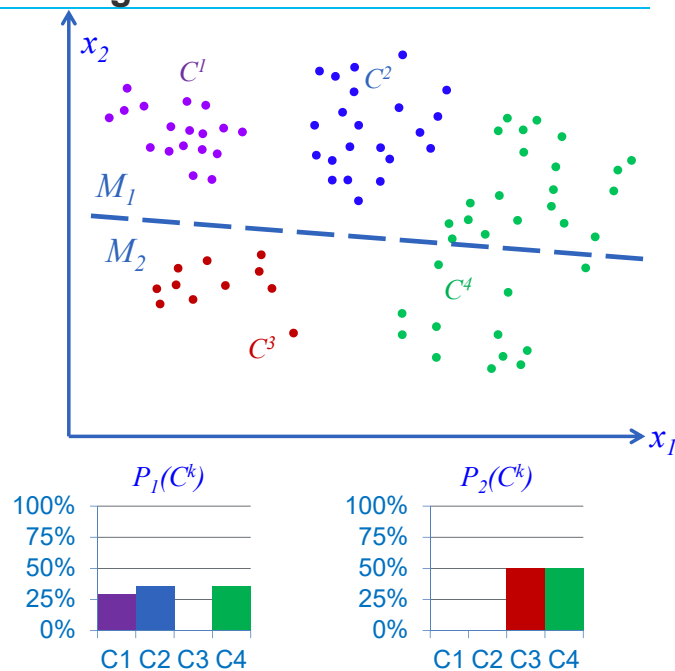 g
x₂
C¹
C²
M₁
M₂
C⁴
C³
x₁
P₁(Cᵏ)
100%
75%
50%
25%
0%
C1 C2 C3 C4
P₂(Cᵏ)
100%
75%
50%
25%
0%
C1 C2 C3 C4